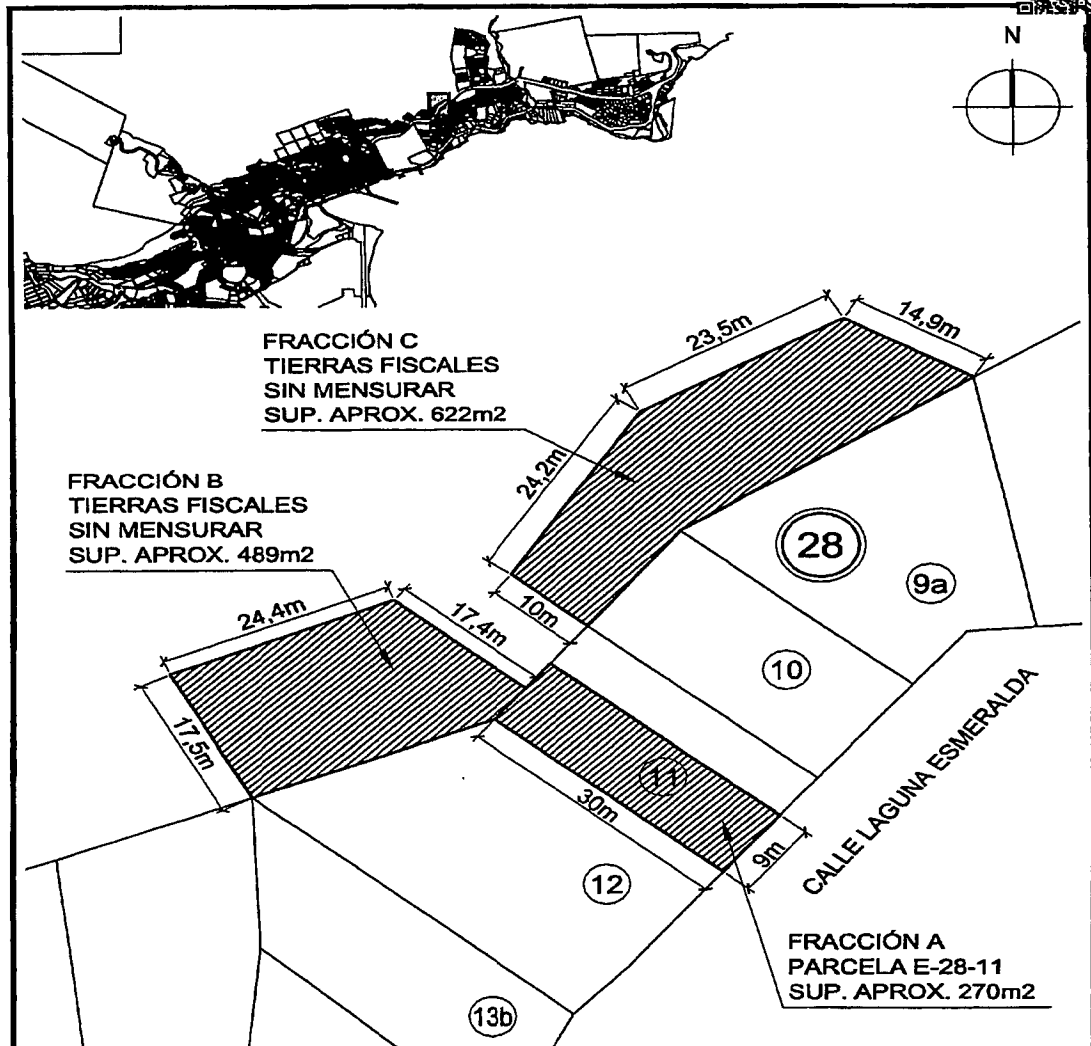 N
FRACCIÓN C
TIERRAS FISCALES
SIN MENSURAR
SUP. APROX. 622m2
23,5m
14,9m
24,2m
FRACCIÓN B
TIERRAS FISCALES
SIN MENSURAR
SUP. APROX. 489m2
28
9a
24,4m
17,4m
10m
10
17,5m
11
30m
9m
CALLE LAGUNA ESMERALDA
12
FRACCIÓN A
PARCELA E-28-11
SUP. APROX. 270m2
13b